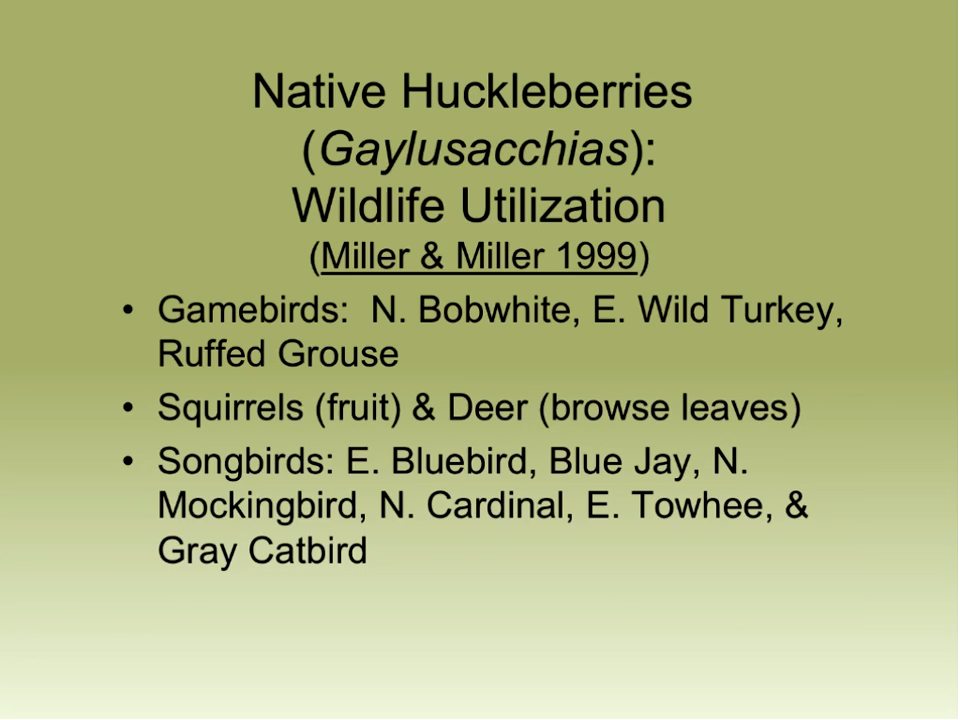 Native Huckleberries
(Gaylusacchias):
Wildlife Utilization
(Miller & Miller 1999)
• Gamebirds:  N. Bobwhite, E. Wild Turkey,
Ruffed Grouse
• Squirrels (fruit) & Deer (browse leaves)
• Songbirds: E. Bluebird, Blue Jay, N.
Mockingbird, N. Cardinal, E. Towhee, &
Gray Catbird